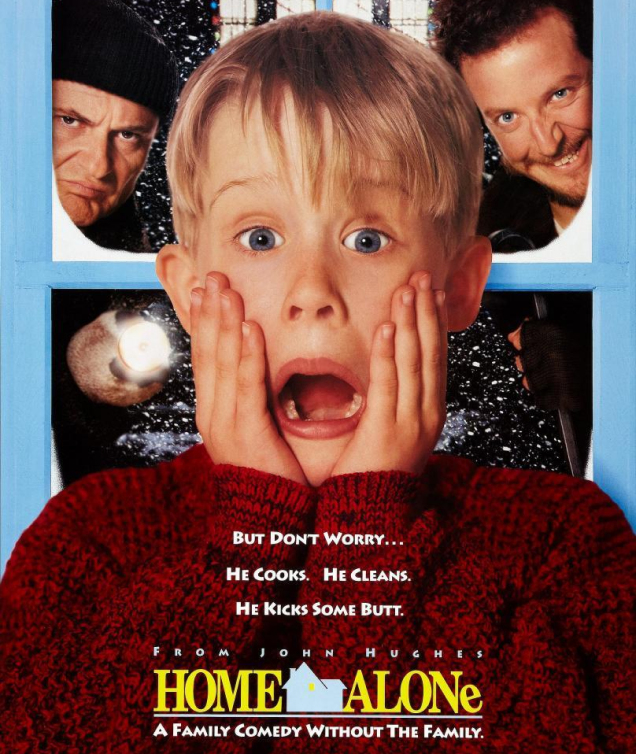 BUT DON'T WORRY...
HE COOKS. HE CLEANS.
HE KICKS SOME BUTT.
FROM JOHN HUGHES
HOME ALONe
A FAMILY COMEDY WITHOUT THE FAMILY.